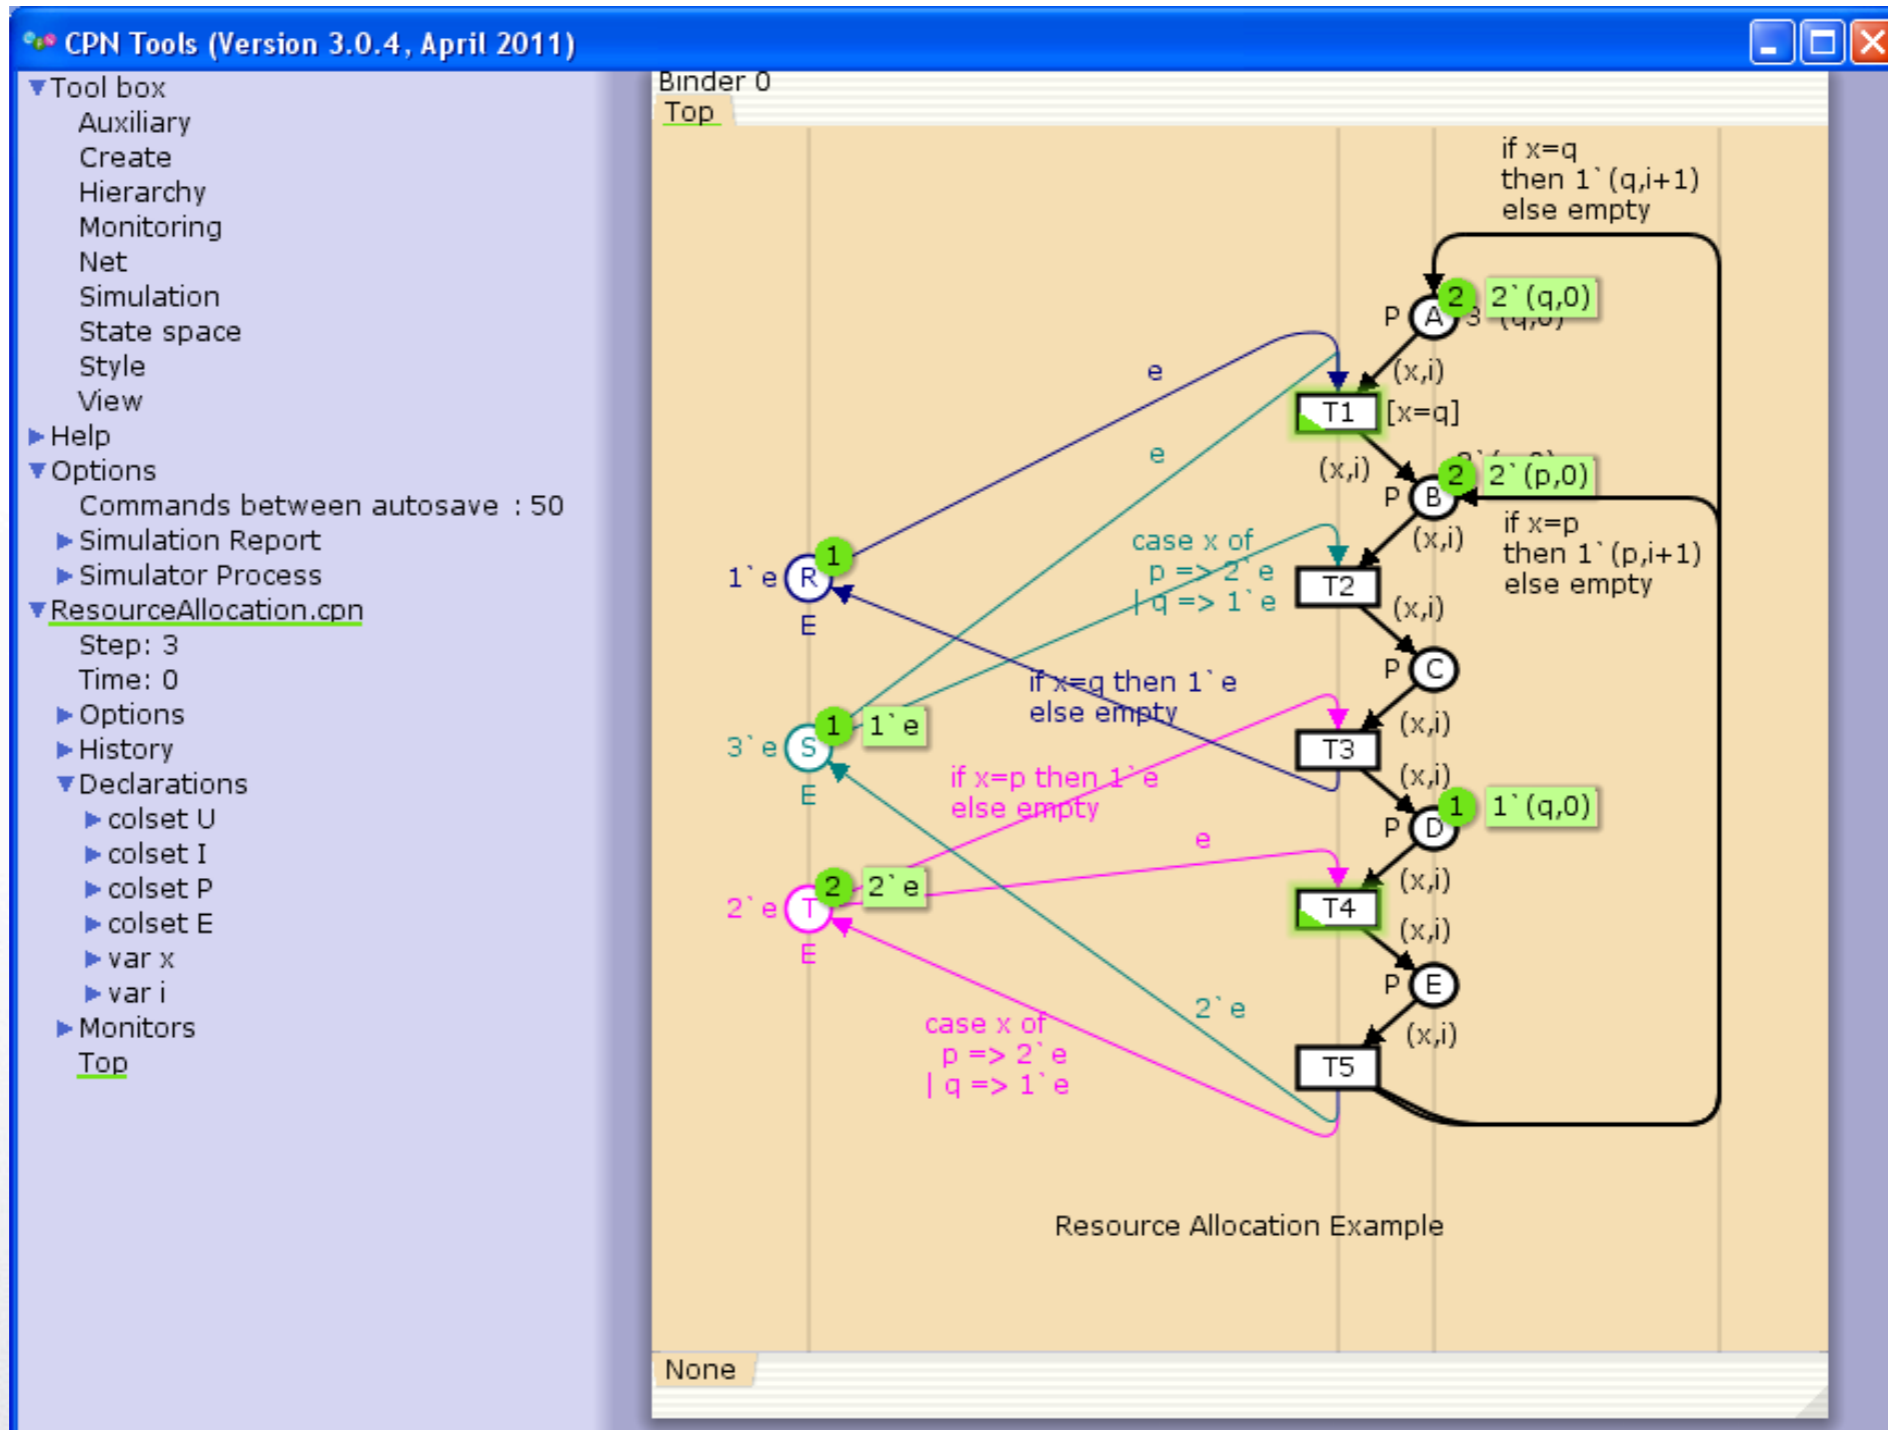 CPN Tools (Version 3.0.4, April 2011)
Tool box
Auxiliary
Create
Hierarchy
Monitoring
Net
Simulation
State space
Style
View
Help
Options
Commands between autosave : 50
Simulation Report
Simulator Process
ResourceAllocation.cpn
Step: 3
Time: 0
Options
History
Declarations
colset U
colset I
colset P
colset E
var x
var i
Monitors
Top
Binder 0
Top
if x=q
then 1`(q,i+1)
else empty
2 2`(q,0)
P A 3`(q,0)
e
(x,i)
T1 [x=q]
e
(x,i)
2 2`(p,0)
P B
case x of
p => 2`e
| q => 1`e
(x,i)
if x=p
then 1`(p,i+1)
else empty
1
1`e R
E
T2
(x,i)
P C
if x=q then 1`e
else empty
(x,i)
1 1`e
3`e S
E
T3
(x,i)
if x=p then 1`e
else empty
1 1`(q,0)
P D
e
(x,i)
2 2`e
2`e T
E
T4
(x,i)
P E
2`e
(x,i)
case x of
p => 2`e
| q => 1`e
T5
Resource Allocation Example
None